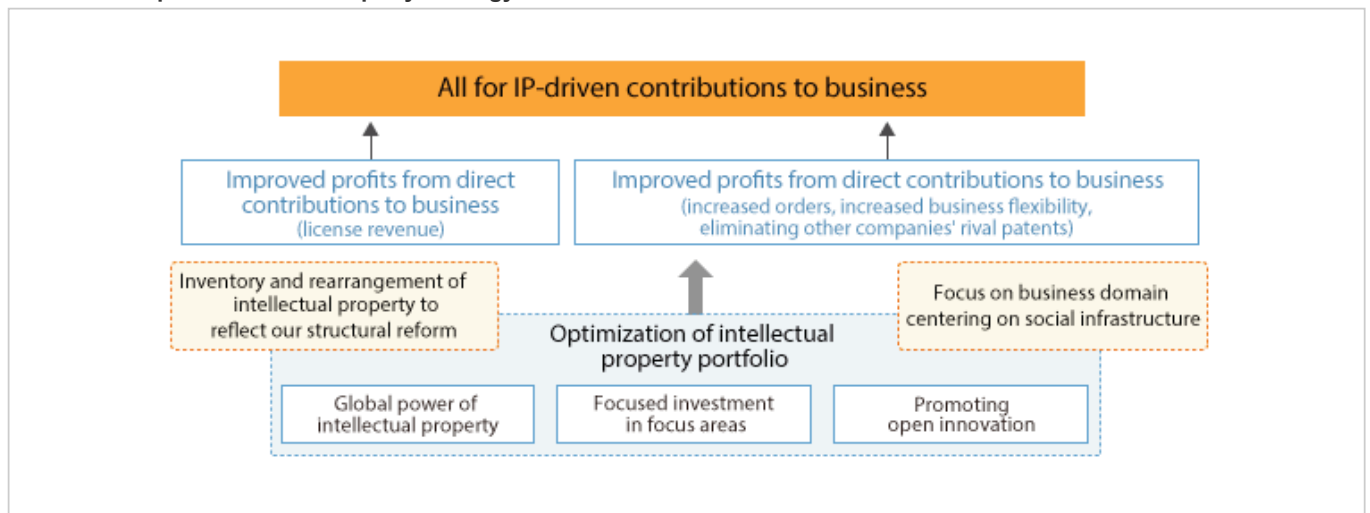 All for IP-driven contributions to business
Improved profits from direct
contributions to business
(license revenue)
Improved profits from direct contributions to business
(increased orders, increased business flexibility,
eliminating other companies' rival patents)
Inventory and rearrangement of
intellectual property to
reflect our structural reform
Focus on business domain
centering on social infrastructure
Optimization of intellectual
property portfolio
Global power of
intellectual property
Focused investment
in focus areas
Promoting
open innovation